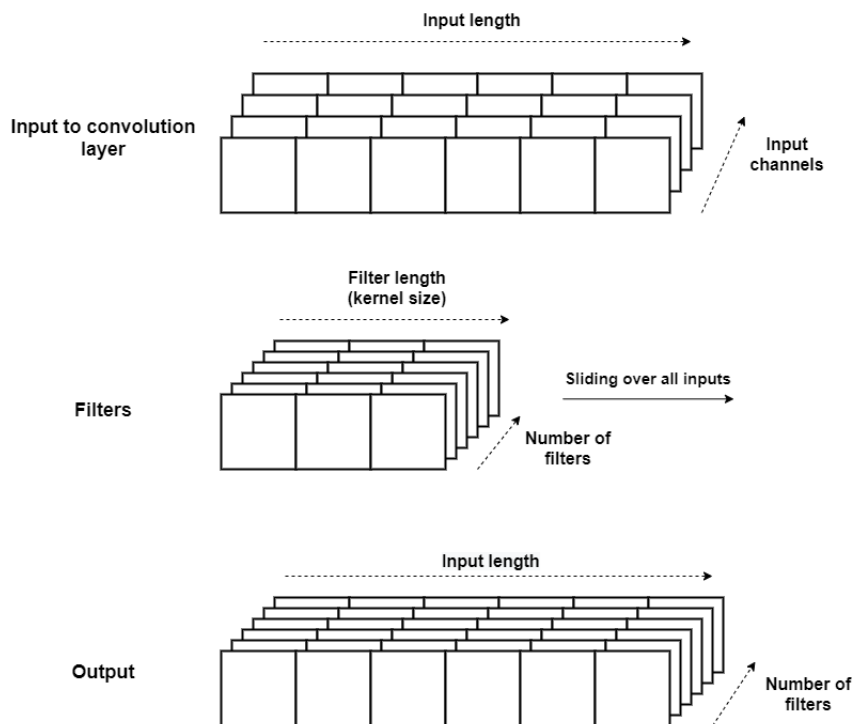 Input length
Input to convolution
layer
Input
channels
Filter length
(kernel size)
Sliding over all inputs
Filters
Number of
filters
Input length
Output
Number of
filters